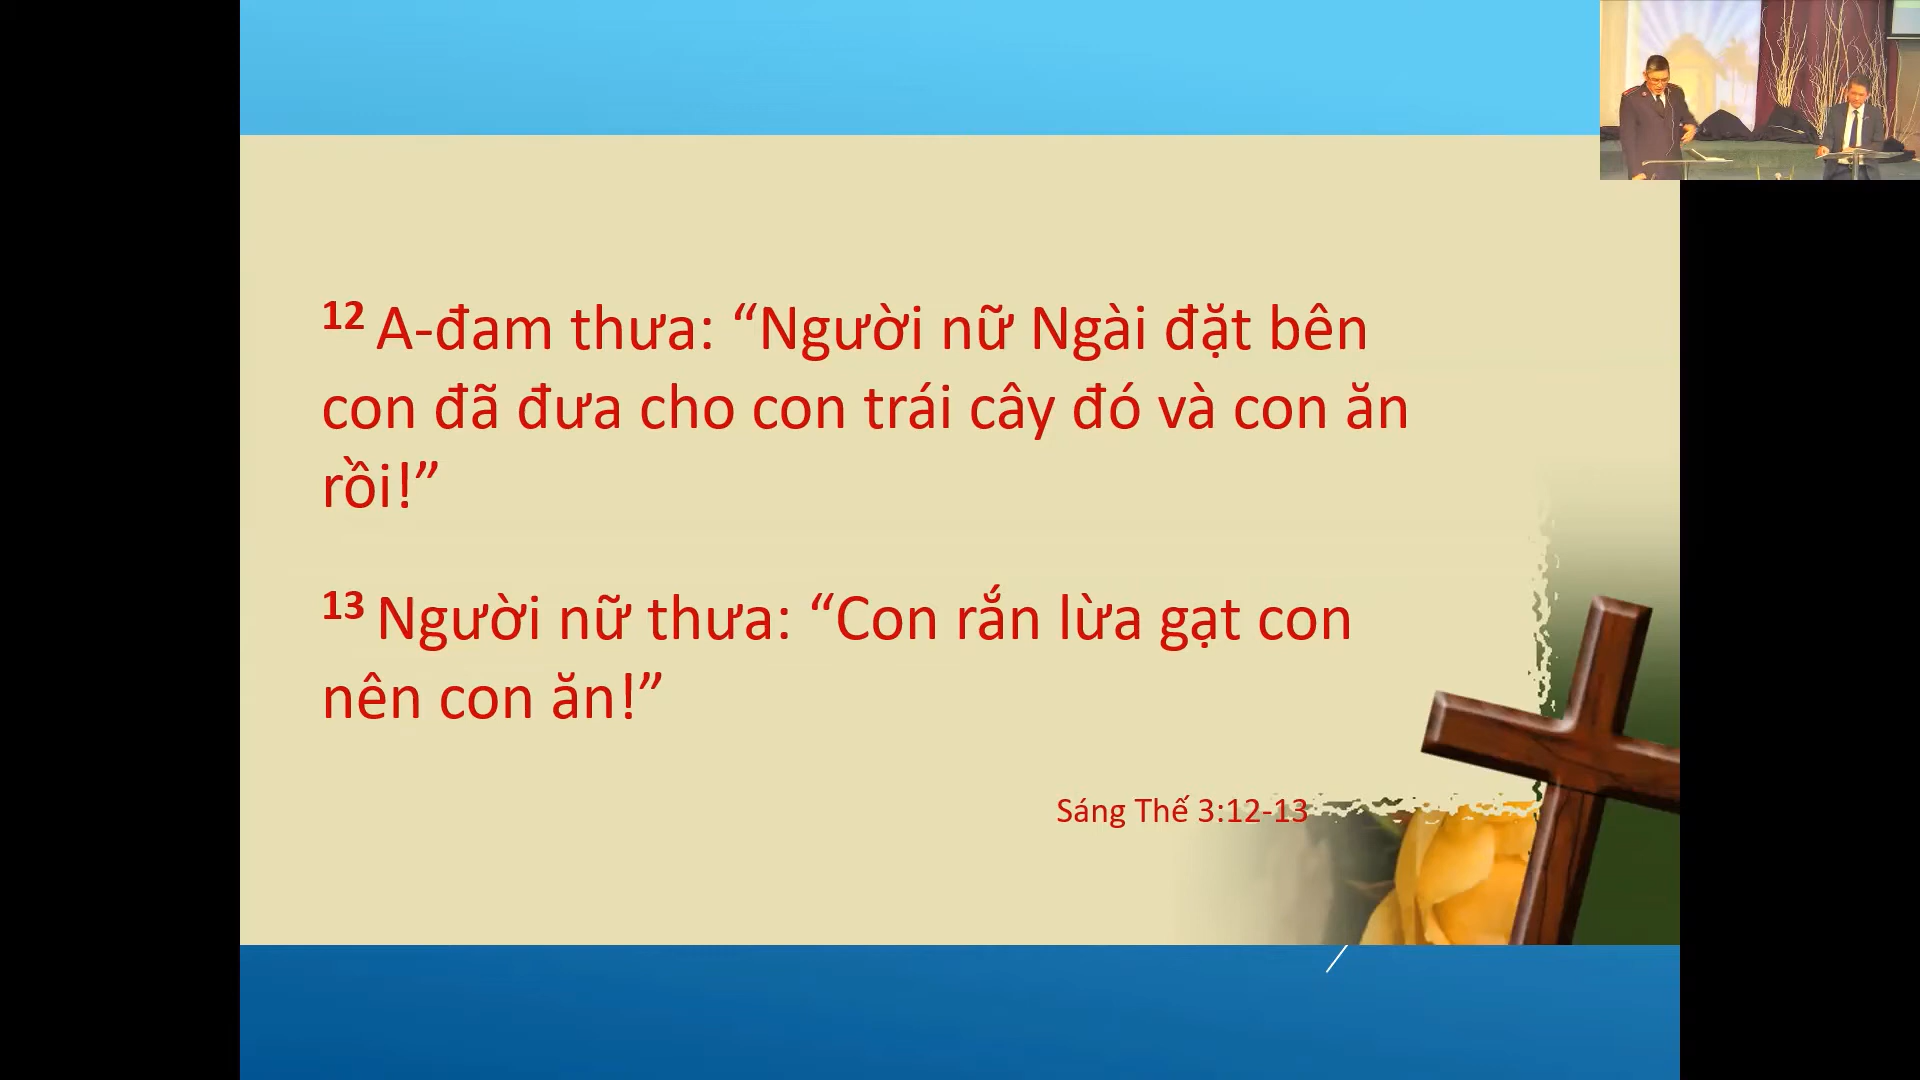 12 A-đam thưa: “Người nữ Ngài đặt bên
con đã đưa cho con trái cây đó và con ăn
rồi!”
13 Người nữ thưa: “Con rắn lừa gạt con
nên con ăn!”
Sáng Thế 3:12-13